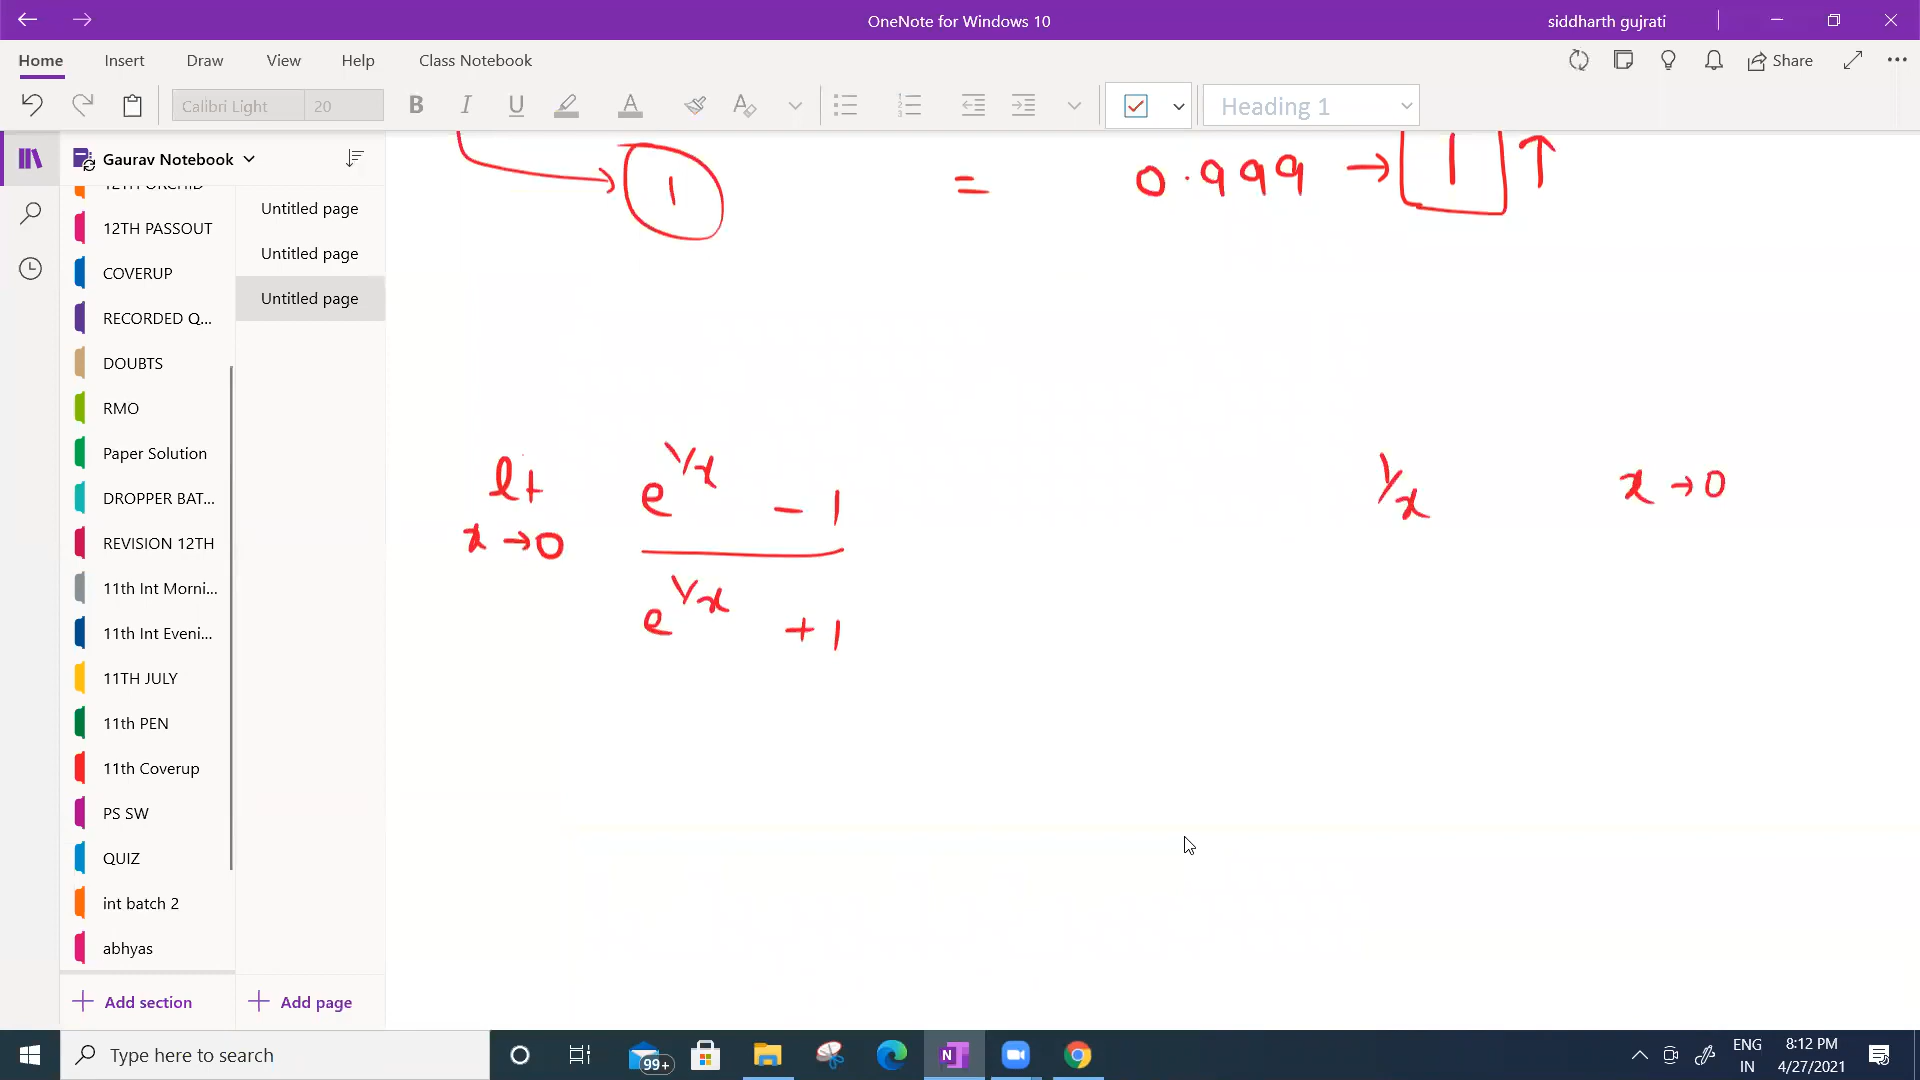 OneNote for Windows 10
siddharth gujrati
Home Insert Draw View Help Class Notebook
Share
Calibri Light 20
B I U A
Heading 1
Gaurav Notebook
12TH ORCHID
12TH PASSOUT
COVERUP
RECORDED Q...
DOUBTS
RMO
Paper Solution
DROPPER BAT...
REVISION 12TH
11th Int Morni...
11th Int Eveni...
11TH JULY
11th PEN
11th Coverup
PS SW
QUIZ
int batch 2
abhyas
Add section
Untitled page
Untitled page
Untitled page
Add page
1 = 0.999 → 1 ↑
lt e^1/x - 1
x → 0
e^1/x + 1
1/x x → 0
Type here to search
99+
N
ENG
IN
8:12 PM
4/27/2021